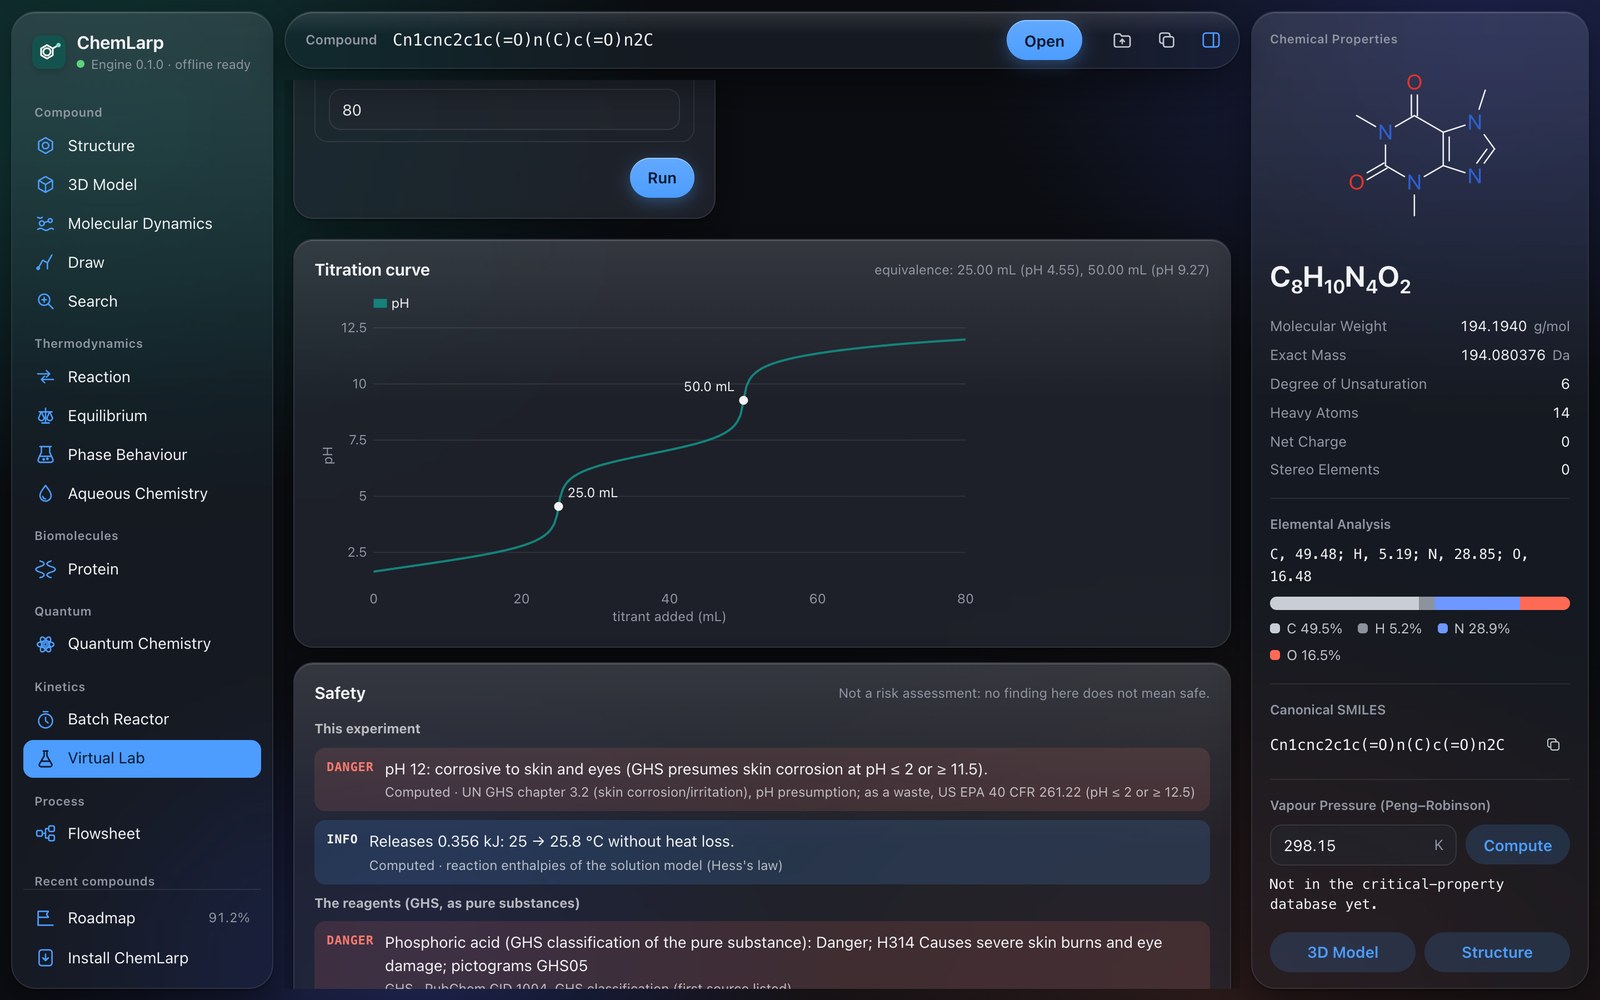 ChemLarp
Engine 0.1.0 · offline ready
Compound
Structure
3D Model
Molecular Dynamics
Draw
Search
Thermodynamics
Reaction
Equilibrium
Phase Behaviour
Aqueous Chemistry
Biomolecules
Protein
Quantum
Quantum Chemistry
Kinetics
Batch Reactor
Virtual Lab
Process
Flowsheet
Recent compounds
Roadmap 91.2%
Install ChemLarp
Compound Cn1cnc2c1c(=O)n(C)c(=O)n2C
Open
80
Run
Titration curve
equivalence: 25.00 mL (pH 4.55), 50.00 mL (pH 9.27)
pH
12.5
10
7.5
5
2.5
pH
50.0 mL
25.0 mL
0 20 40 60 80
titrant added (mL)
Safety
Not a risk assessment: no finding here does not mean safe.
This experiment
DANGER pH 12: corrosive to skin and eyes (GHS presumes skin corrosion at pH ≤ 2 or ≥ 11.5).
Computed · UN GHS chapter 3.2 (skin corrosion/irritation), pH presumption; as a waste, US EPA 40 CFR 261.22 (pH ≤ 2 or ≥ 12.5)
INFO Releases 0.356 kJ: 25 → 25.8 °C without heat loss.
Computed · reaction enthalpies of the solution model (Hess's law)
The reagents (GHS, as pure substances)
DANGER Phosphoric acid (GHS classification of the pure substance): Danger; H314 Causes severe skin burns and eye
damage; pictograms GHS05
GHS · PubChem CID 1004, GHS classification (first source listed)
Chemical Properties
O
N
N
O
N
N
C8H10N4O2
Molecular Weight 194.1940 g/mol
Exact Mass 194.080376 Da
Degree of Unsaturation 6
Heavy Atoms 14
Net Charge 0
Stereo Elements 0
Elemental Analysis
C, 49.48; H, 5.19; N, 28.85; O,
16.48
C 49.5% H 5.2% N 28.9%
O 16.5%
Canonical SMILES
Cn1cnc2c1c(=O)n(C)c(=O)n2C
Vapour Pressure (Peng–Robinson)
298.15 K Compute
Not in the critical-property
database yet.
3D Model Structure